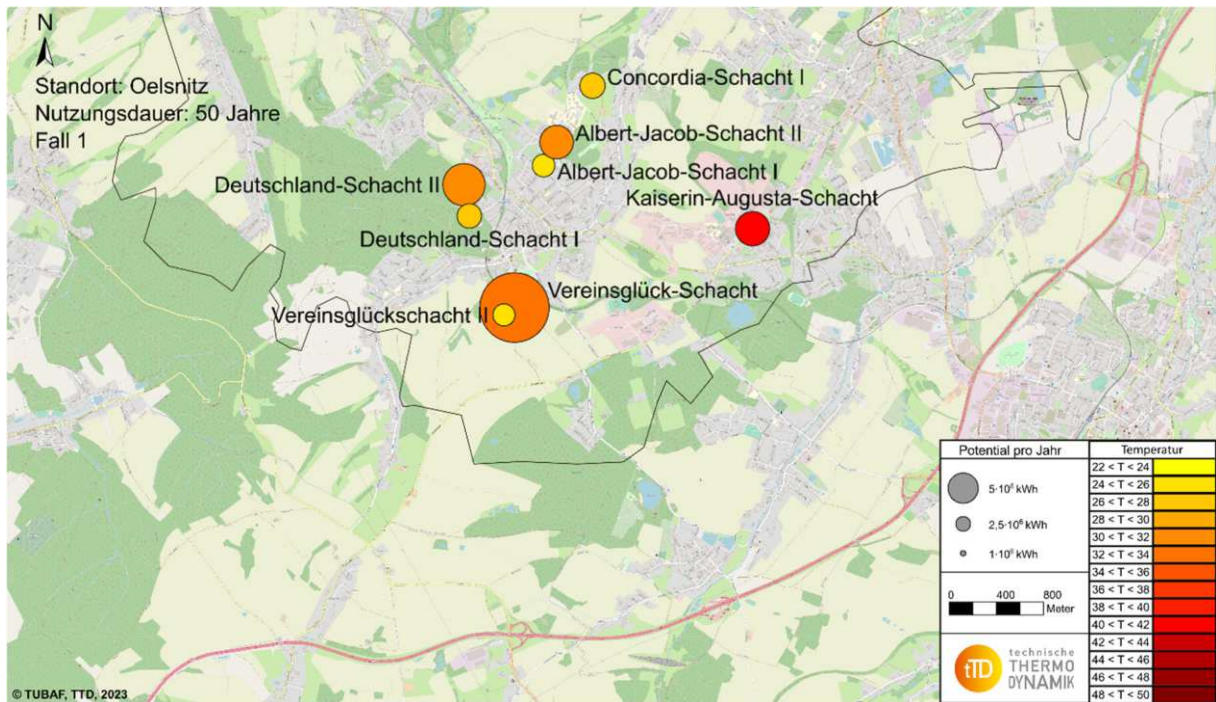 N
Standort: Oelsnitz
Nutzungsdauer: 50 Jahre
Fall 1
Concordia-Schacht I
Albert-Jacob-Schacht II
Albert-Jacob-Schacht I
Deutschland-Schacht II
Kaiserin-Augusta-Schacht
Deutschland-Schacht I
Vereinsglück-Schacht
Vereinsglückschacht II
Potential pro Jahr
5·10⁶ kWh
2,5·10⁶ kWh
1·10⁶ kWh
0 400 800
Meter
tTD
technische
THERMO
DYNAMIK
Temperatur
22 < T < 24
24 < T < 26
26 < T < 28
28 < T < 30
30 < T < 32
32 < T < 34
34 < T < 36
36 < T < 38
38 < T < 40
40 < T < 42
42 < T < 44
44 < T < 46
46 < T < 48
48 < T < 50
© TUBAF, TTD, 2023